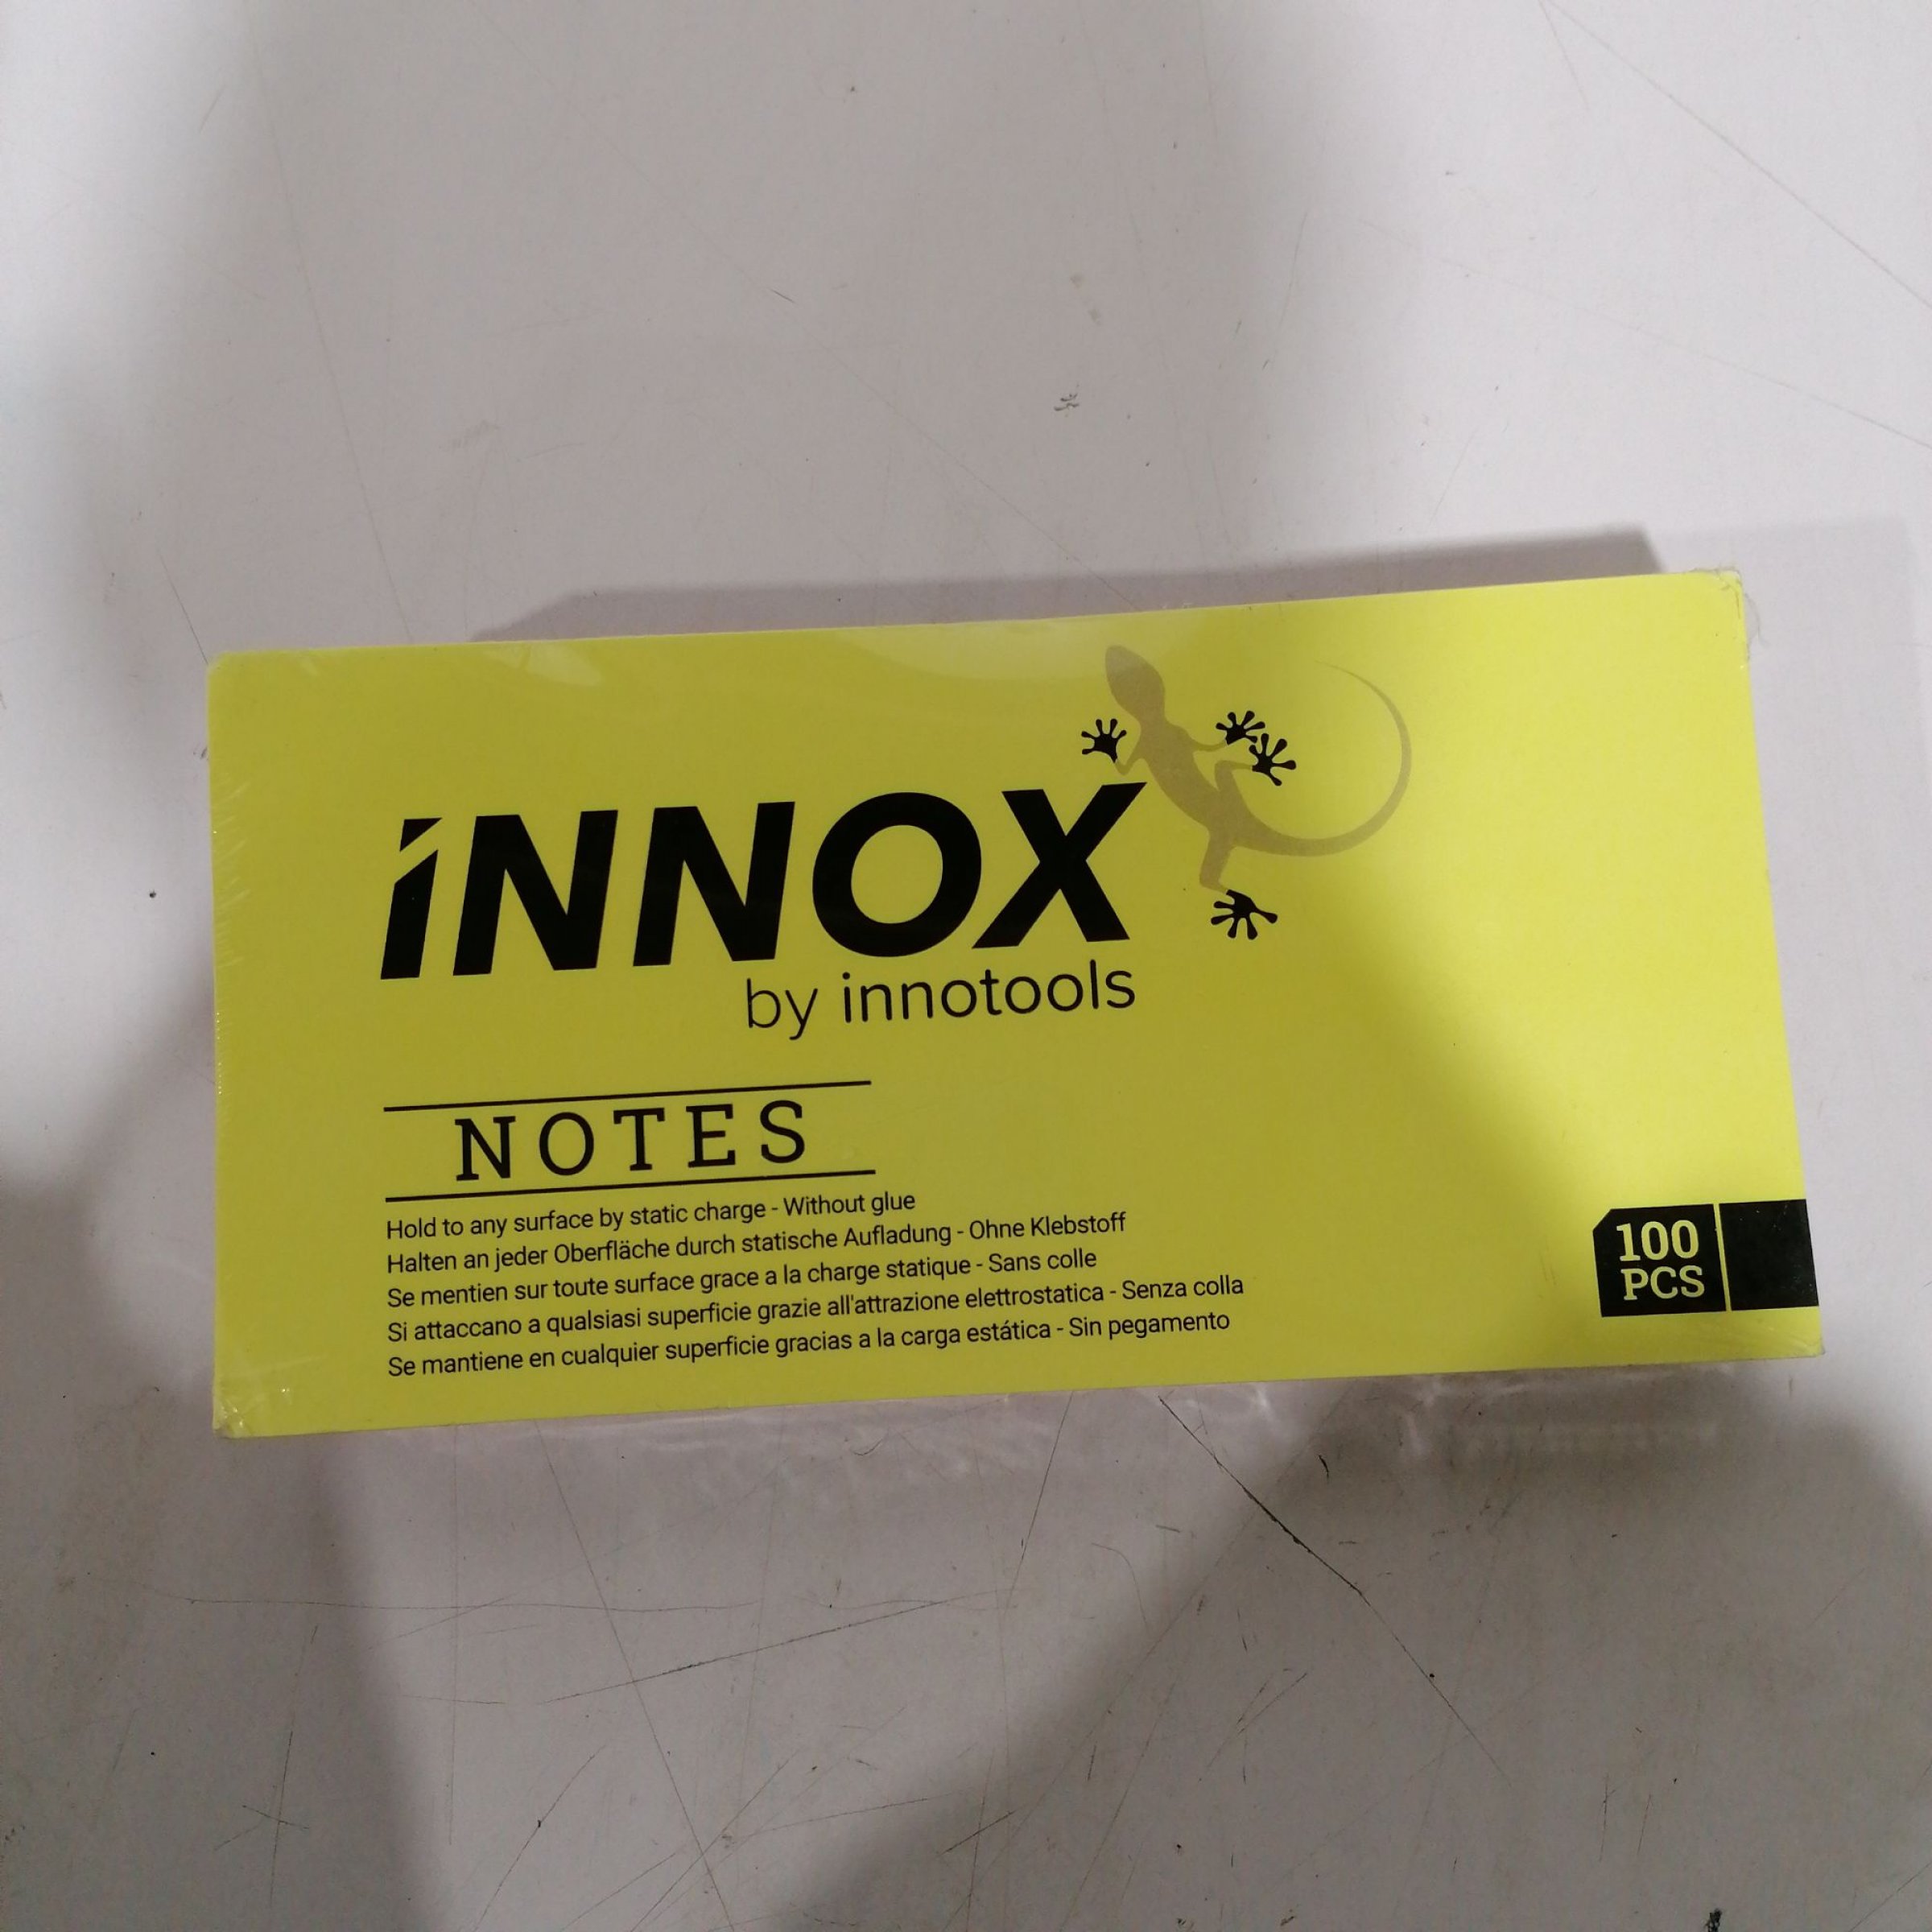 iNNOX
by innotools
NOTES
Hold to any surface by static charge - Without glue
Halten an jeder Oberfläche durch statische Aufladung - Ohne Klebstoff
Se mentien sur toute surface grace a la charge statique - Sans colle
Si attaccano a qualsiasi superficie grazie all'attrazione elettrostatica - Senza colla
Se mantiene en cualquier superficie gracias a la carga estática - Sin pegamento
100
PCS